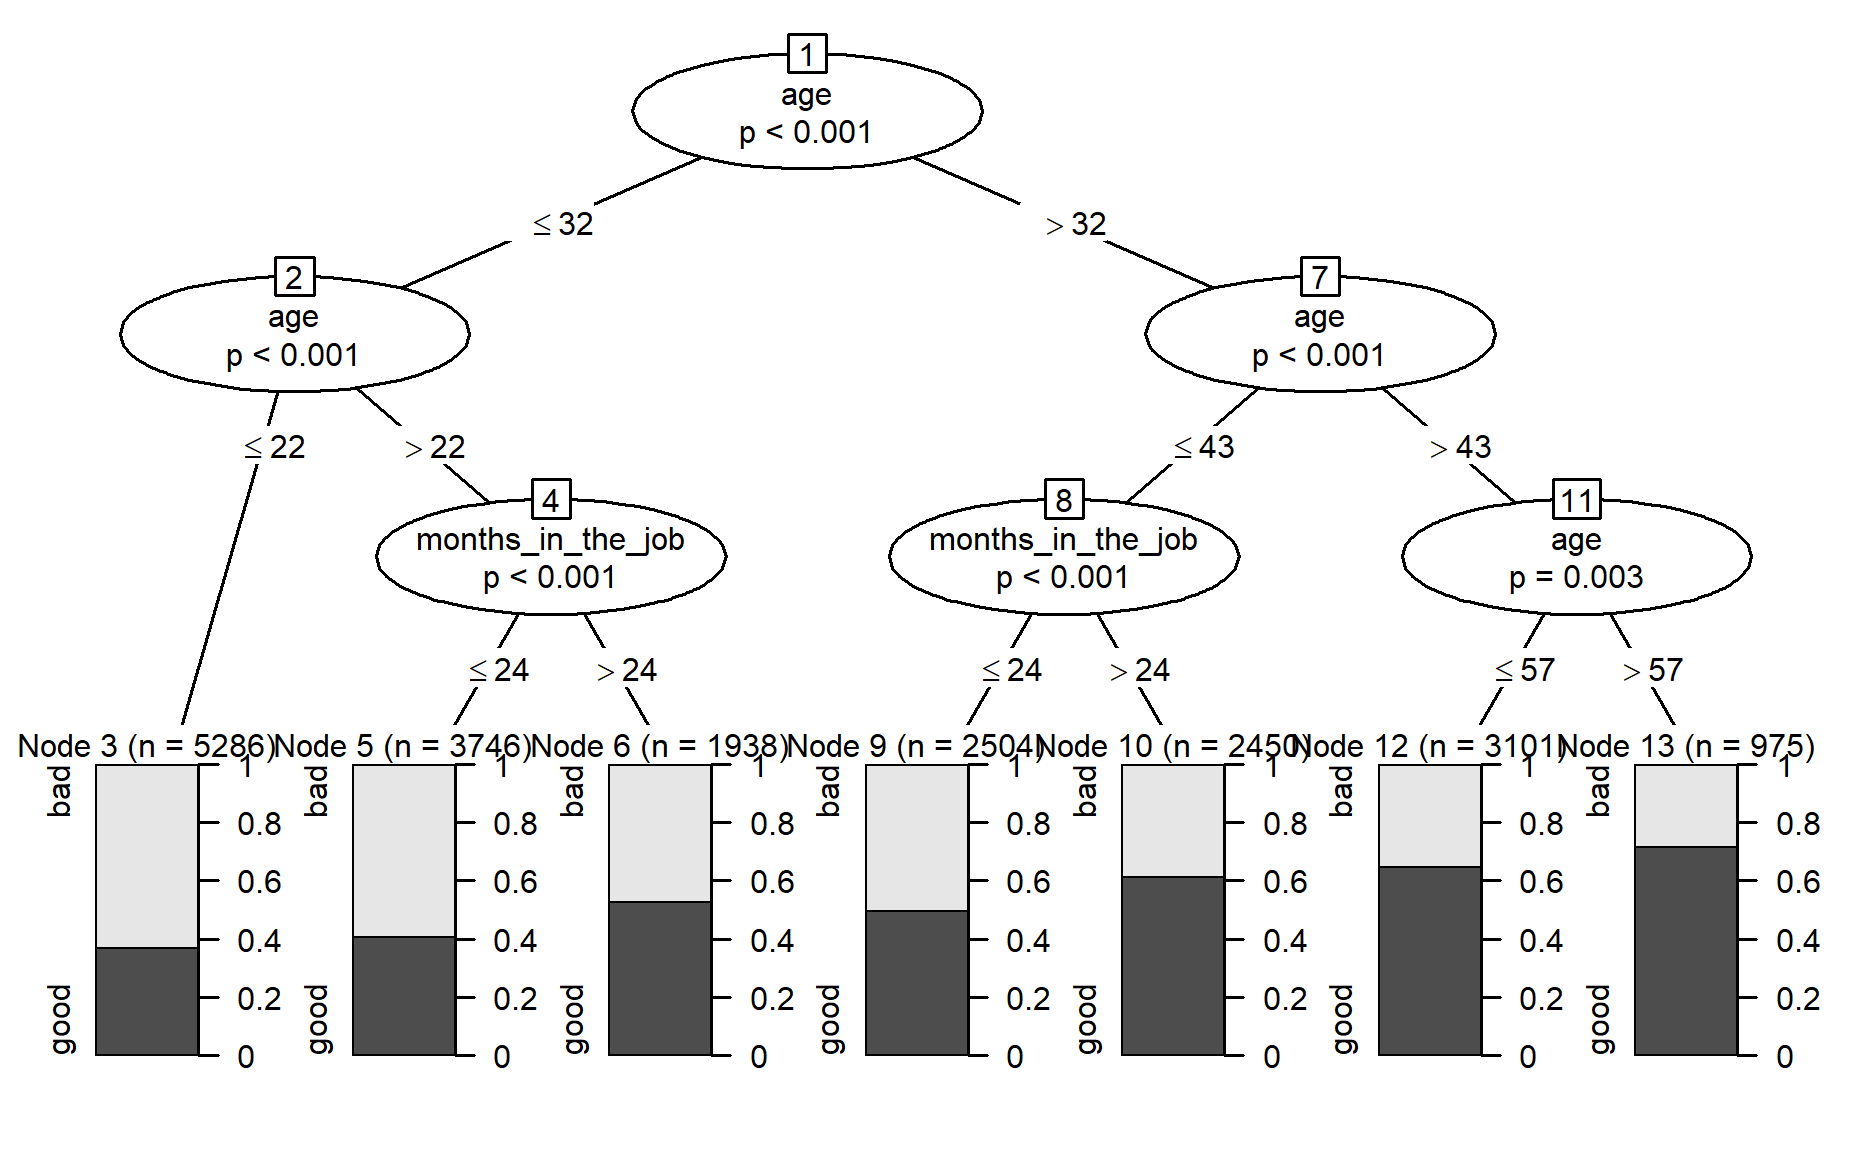 1
age
p < 0.001
≤ 32
> 32
2
age
p < 0.001
7
age
p < 0.001
≤ 22
> 22
≤ 43
> 43
4
months_in_the_job
p < 0.001
8
months_in_the_job
p < 0.001
11
age
p = 0.003
≤ 24
> 24
≤ 24
> 24
≤ 57
> 57
Node 3 (n = 5286)
bad
good
1
0.8
0.6
0.4
0.2
0
Node 5 (n = 3746)
bad
good
1
0.8
0.6
0.4
0.2
0
Node 6 (n = 1938)
bad
good
1
0.8
0.6
0.4
0.2
0
Node 9 (n = 2504)
bad
good
1
0.8
0.6
0.4
0.2
0
Node 10 (n = 2450)
bad
good
1
0.8
0.6
0.4
0.2
0
Node 12 (n = 3101)
bad
good
1
0.8
0.6
0.4
0.2
0
Node 13 (n = 975)
bad
good
1
0.8
0.6
0.4
0.2
0